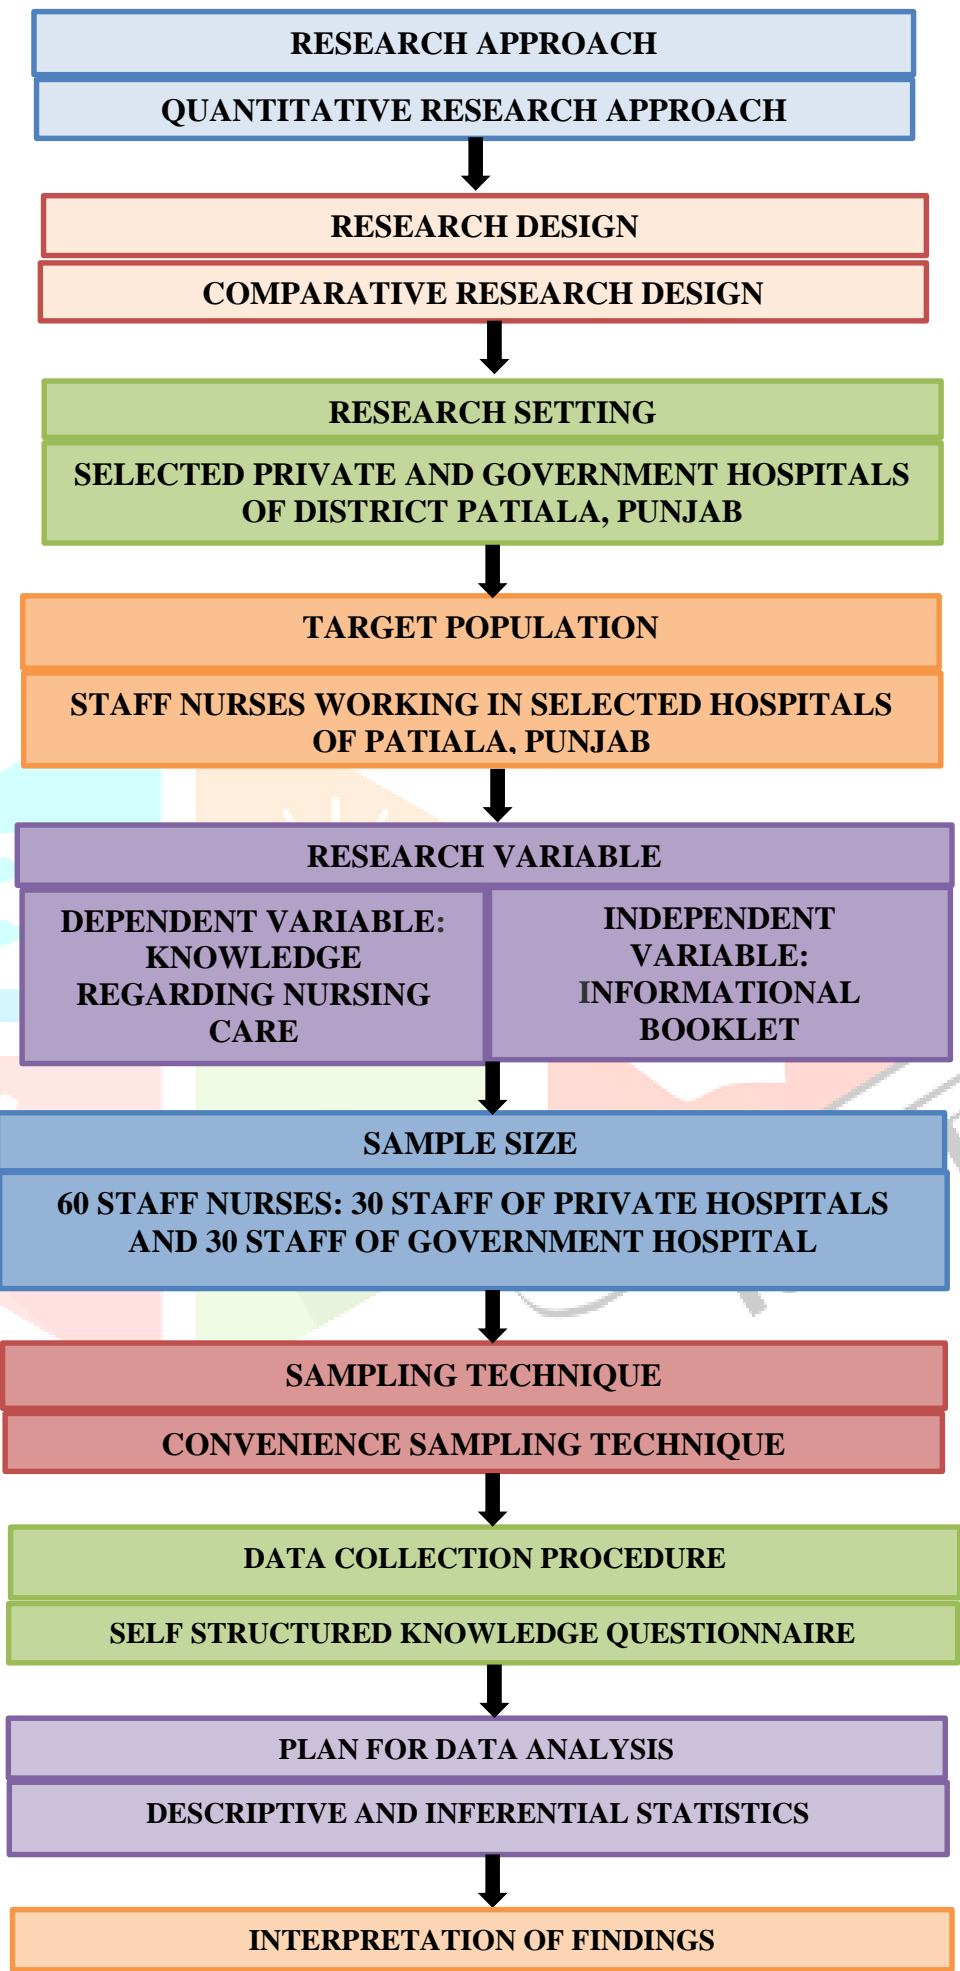 RESEARCH APPROACH
QUANTITATIVE RESEARCH APPROACH
RESEARCH DESIGN
COMPARATIVE RESEARCH DESIGN
RESEARCH SETTING
SELECTED PRIVATE AND GOVERNMENT HOSPITALS
OF DISTRICT PATIALA, PUNJAB
TARGET POPULATION
STAFF NURSES WORKING IN SELECTED HOSPITALS
OF PATIALA, PUNJAB
RESEARCH VARIABLE
DEPENDENT VARIABLE:
KNOWLEDGE
REGARDING NURSING
CARE
INDEPENDENT
VARIABLE:
INFORMATIONAL
BOOKLET
SAMPLE SIZE
60 STAFF NURSES: 30 STAFF OF PRIVATE HOSPITALS
AND 30 STAFF OF GOVERNMENT HOSPITAL
SAMPLING TECHNIQUE
CONVENIENCE SAMPLING TECHNIQUE
DATA COLLECTION PROCEDURE
SELF STRUCTURED KNOWLEDGE QUESTIONNAIRE
PLAN FOR DATA ANALYSIS
DESCRIPTIVE AND INFERENTIAL STATISTICS
INTERPRETATION OF FINDINGS